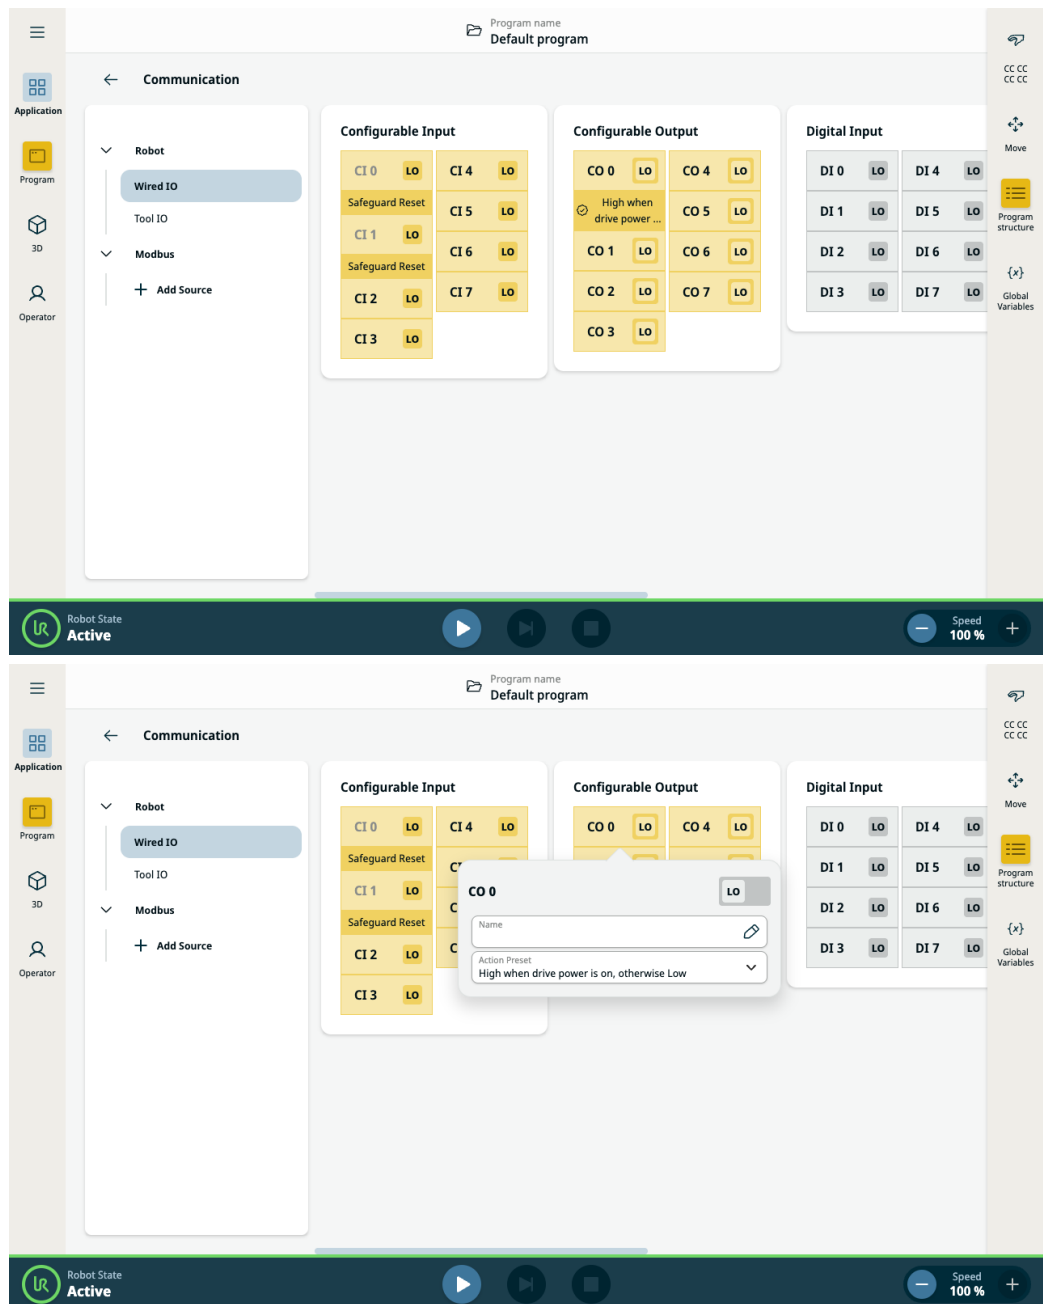 Program name
Default program
Application
Program
3D
Operator
Communication
Robot
Wired IO
Tool IO
Modbus
Add Source
Configurable Input
CI 0 LO
Safeguard Reset
CI 1 LO
Safeguard Reset
CI 2 LO
CI 3 LO
CI 4 LO
CI 5 LO
CI 6 LO
CI 7 LO
Configurable Output
CO 0 LO
High when
drive power ...
CO 1 LO
CO 2 LO
CO 3 LO
CO 4 LO
CO 5 LO
CO 6 LO
CO 7 LO
Digital Input
DI 0 LO
DI 1 LO
DI 2 LO
DI 3 LO
DI 4 LO
DI 5 LO
DI 6 LO
DI 7 LO
CC CC
CC CC
Move
Program
structure
{x}
Global
Variables
Robot State
Active
Speed
100 %
Program name
Default program
Application
Program
3D
Operator
Communication
Robot
Wired IO
Tool IO
Modbus
Add Source
Configurable Input
CI 0 LO
Safeguard Reset
CI 1 LO
Safeguard Reset
CI 2 LO
CI 3 LO
CI 4 LO
Configurable Output
CO 0 LO
CO 4 LO
CO 0 LO
Name
Action Preset
High when drive power is on, otherwise Low
Digital Input
DI 0 LO
DI 1 LO
DI 2 LO
DI 3 LO
DI 4 LO
DI 5 LO
DI 6 LO
DI 7 LO
CC CC
CC CC
Move
Program
structure
{x}
Global
Variables
Robot State
Active
Speed
100 %